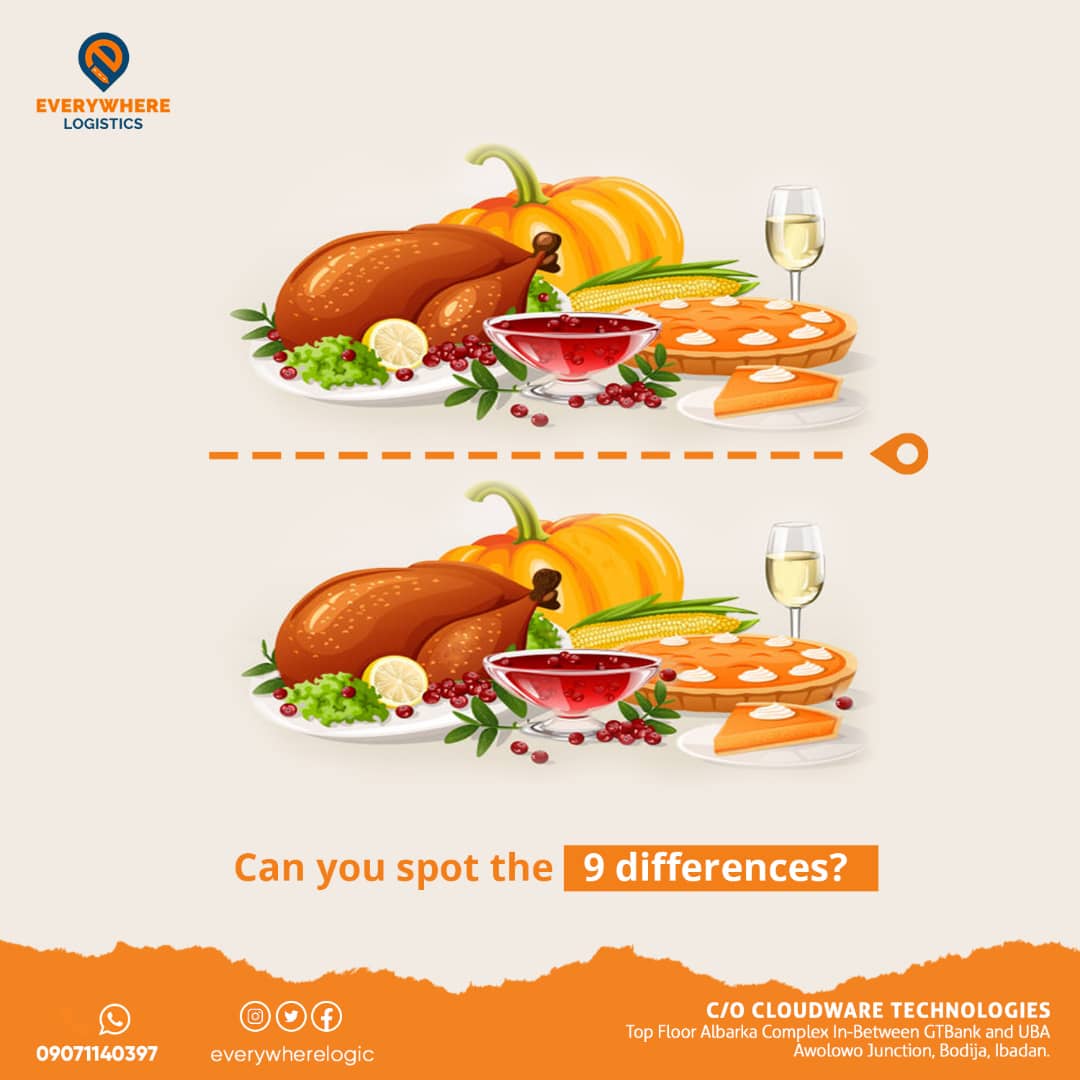 EVERYWHERE
LOGISTICS
Can you spot the 9 differences?
09071140397
everywherelogic
C/O CLOUDWARE TECHNOLOGIES
Top Floor Albarka Complex In-Between GTBank and UBA
Awolowo Junction, Bodija, Ibadan.